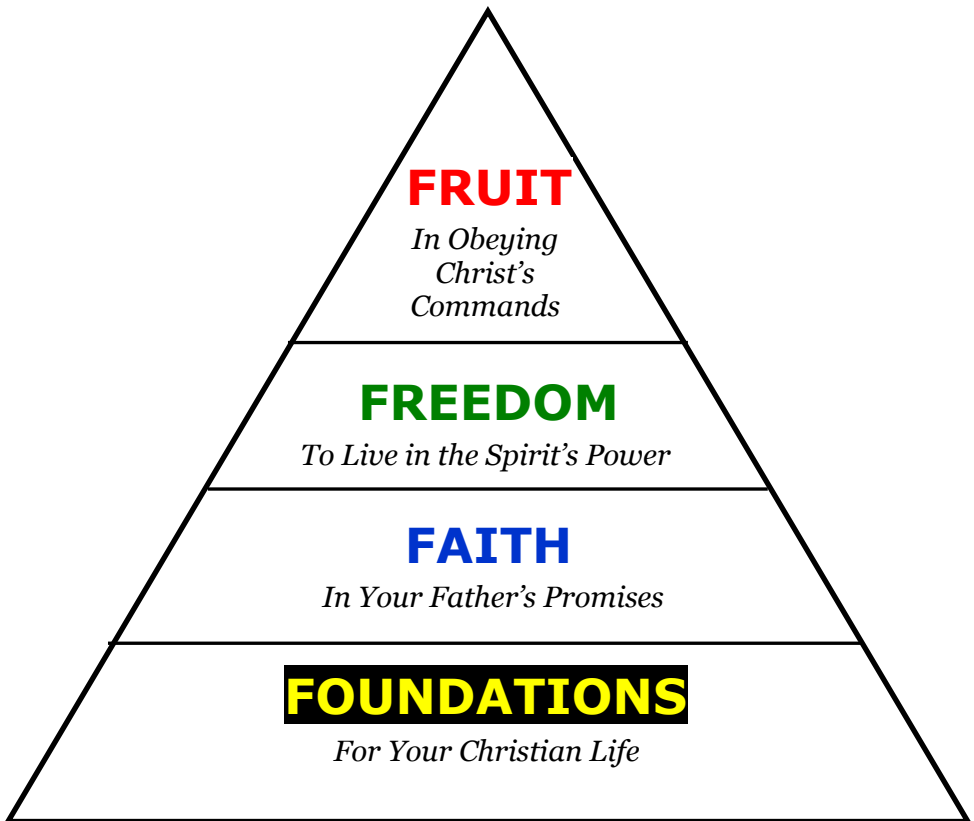 FRUIT
In Obeying
Christ’s
Commands
FREEDOM
To Live in the Spirit’s Power
FAITH
In Your Father’s Promises
FOUNDATIONS
For Your Christian Life